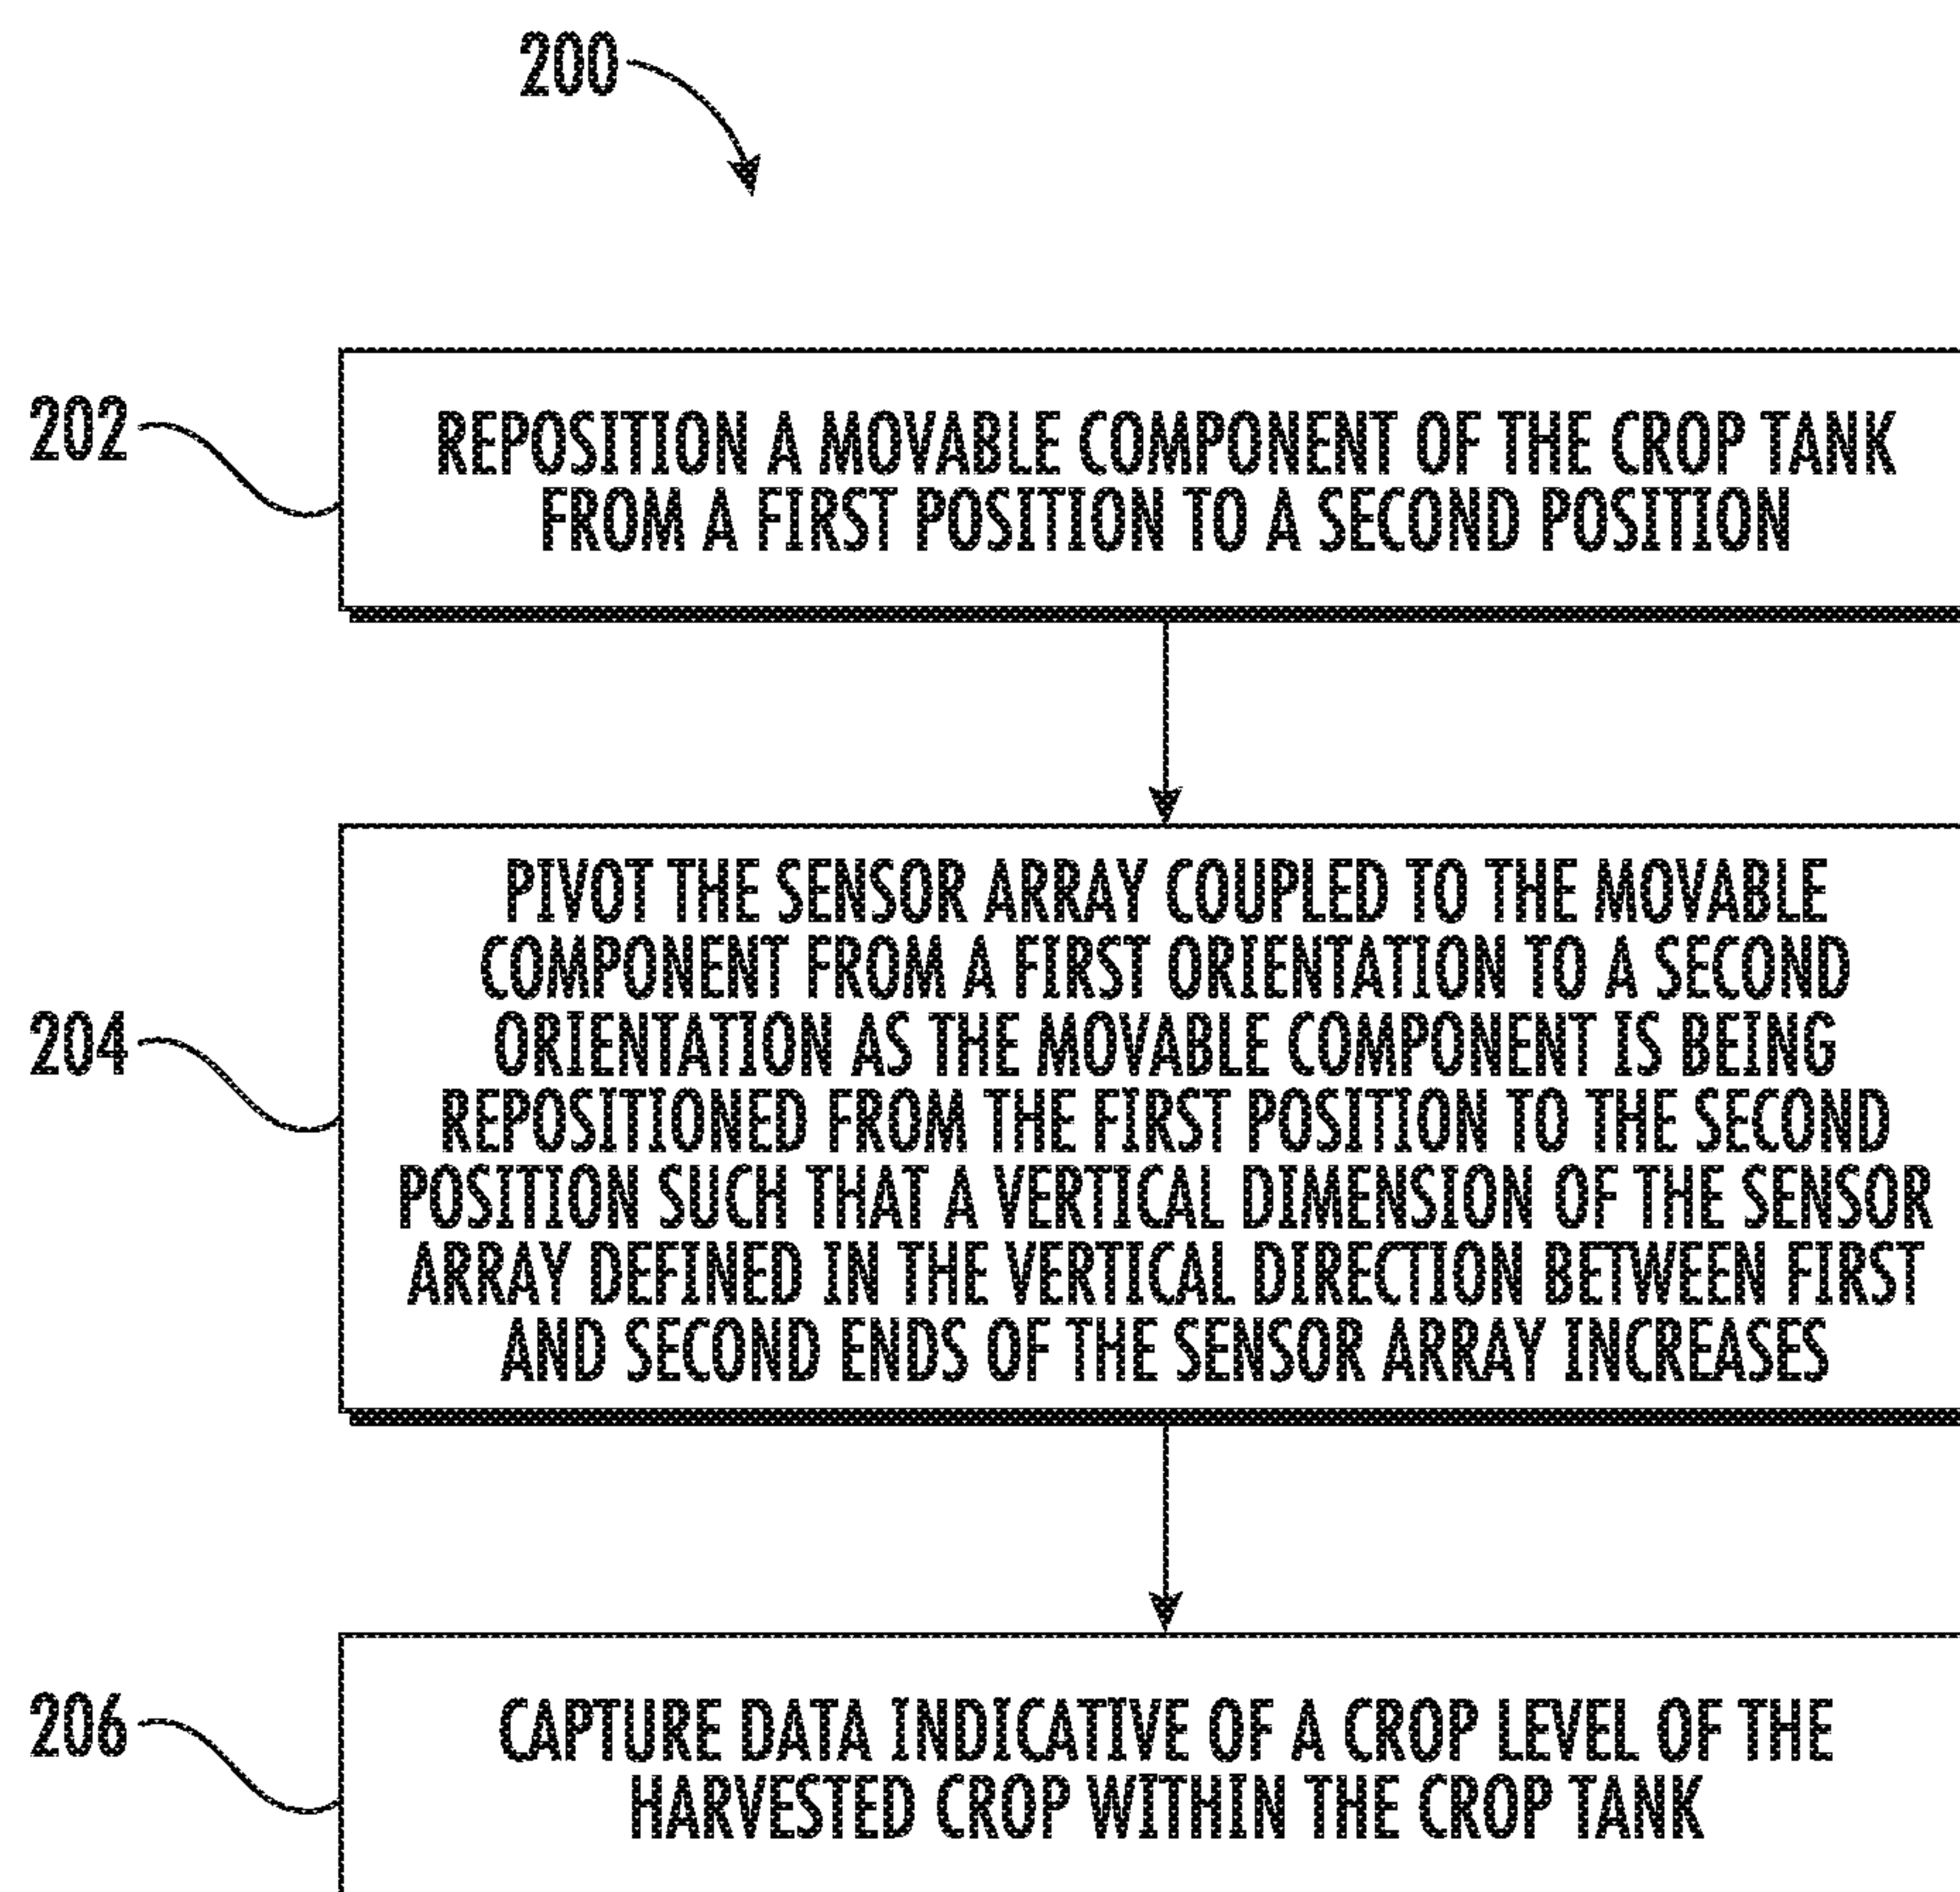 200
202
REPOSITION A MOVABLE COMPONENT OF THE CROP TANK
FROM A FIRST POSITION TO A SECOND POSITION
204
PIVOT THE SENSOR ARRAY COUPLED TO THE MOVABLE
COMPONENT FROM A FIRST ORIENTATION TO A SECOND
ORIENTATION AS THE MOVABLE COMPONENT IS BEING
REPOSITIONED FROM THE FIRST POSITION TO THE SECOND
POSITION SUCH THAT A VERTICAL DIMENSION OF THE SENSOR
ARRAY DEFINED IN THE VERTICAL DIRECTION BETWEEN FIRST
AND SECOND ENDS OF THE SENSOR ARRAY INCREASES
206
CAPTURE DATA INDICATIVE OF A CROP LEVEL OF THE
HARVESTED CROP WITHIN THE CROP TANK